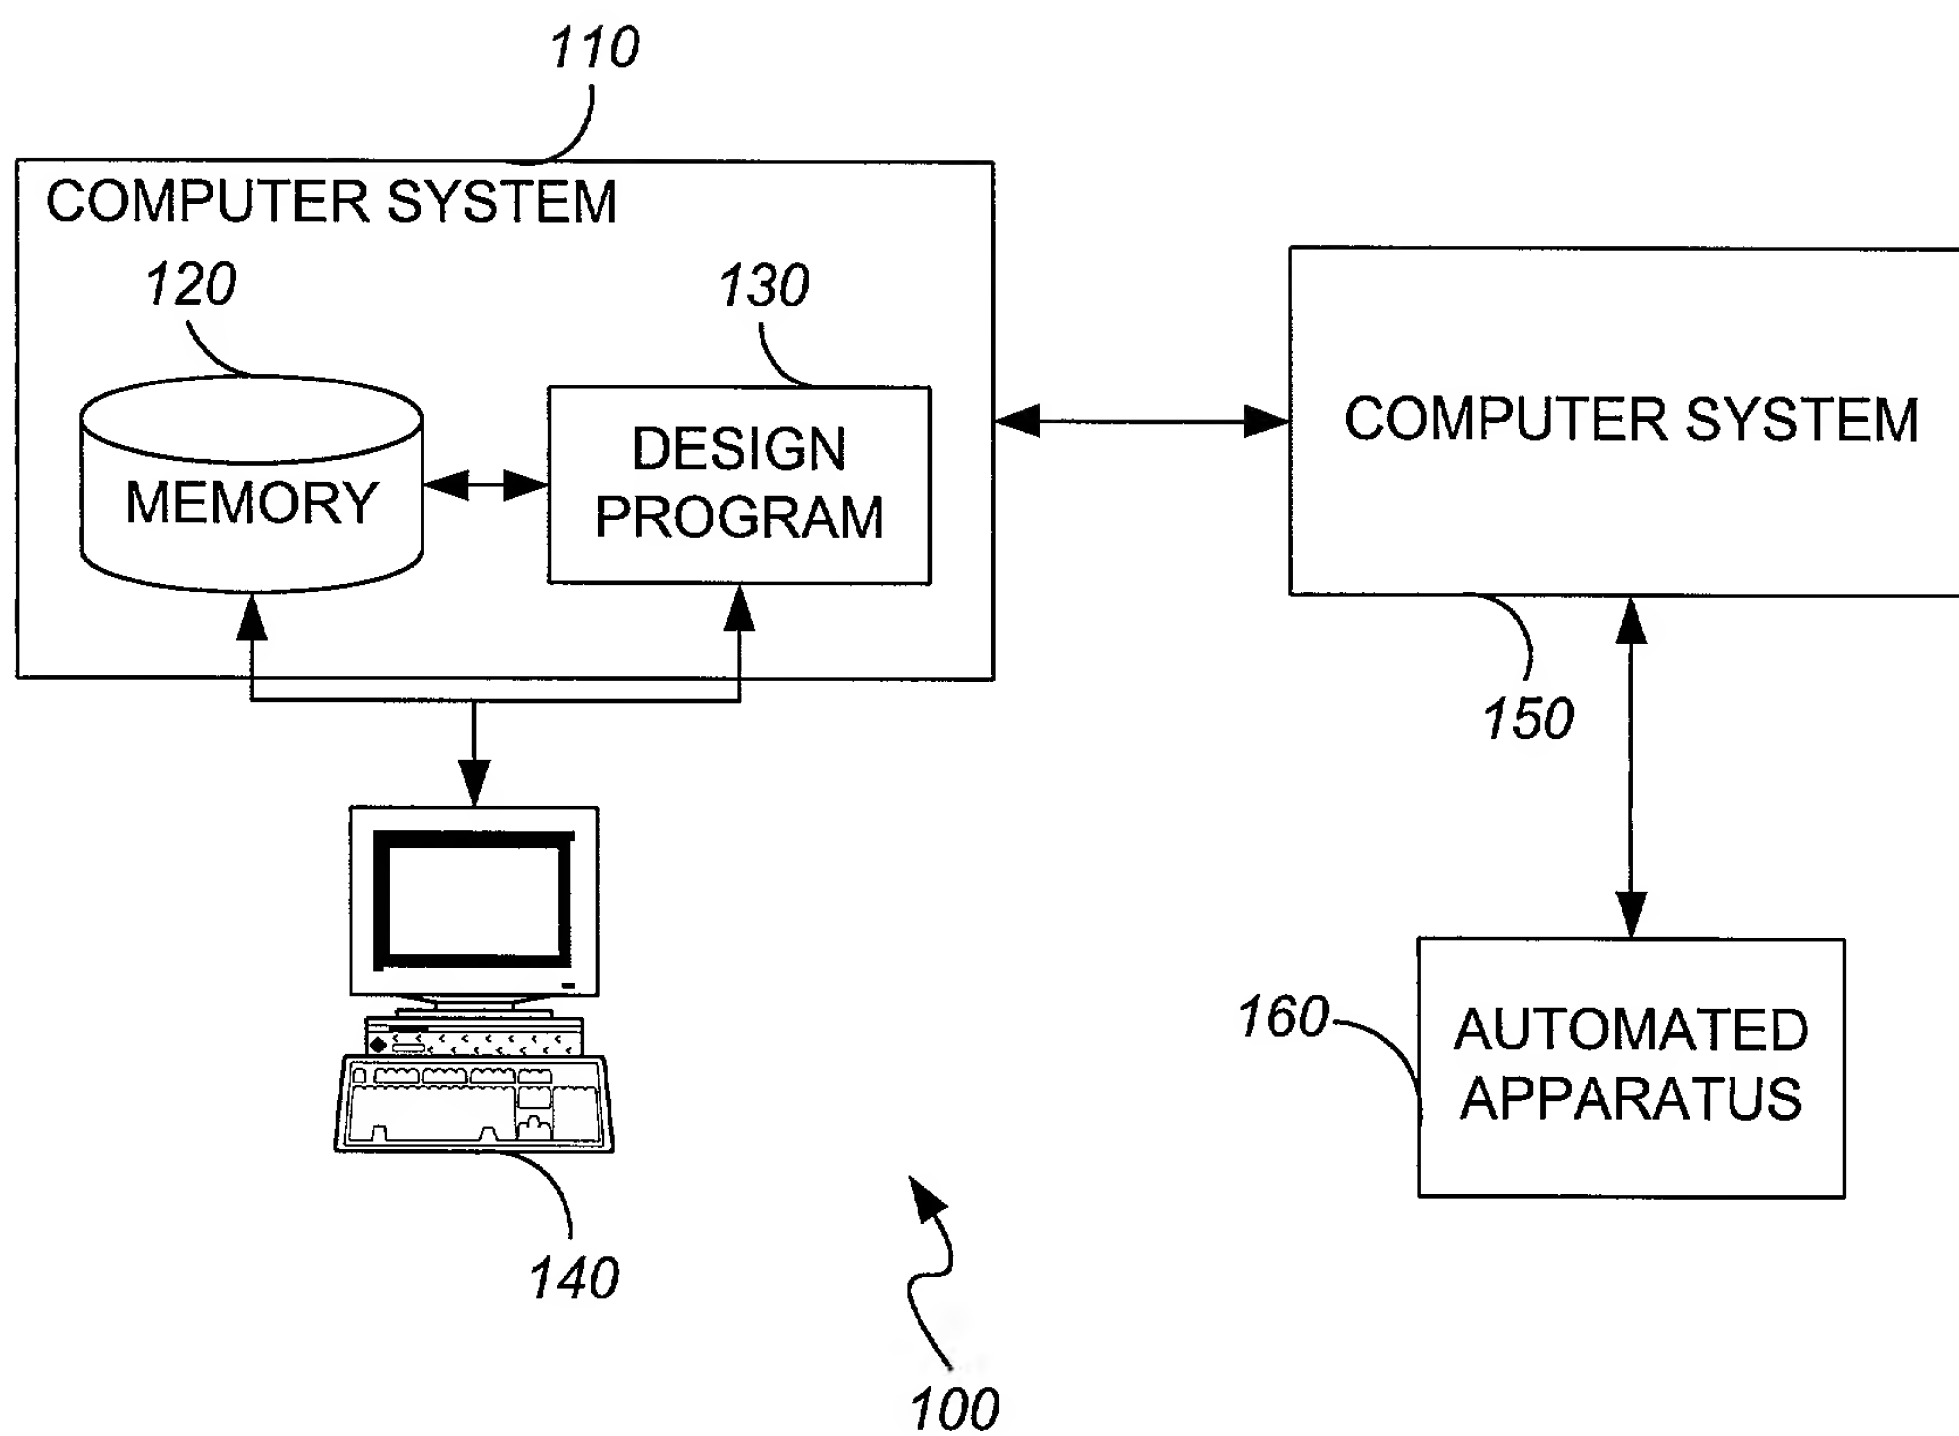 110
COMPUTER SYSTEM
120
130
MEMORY
DESIGN
PROGRAM
COMPUTER SYSTEM
150
140
160
AUTOMATED
APPARATUS
100